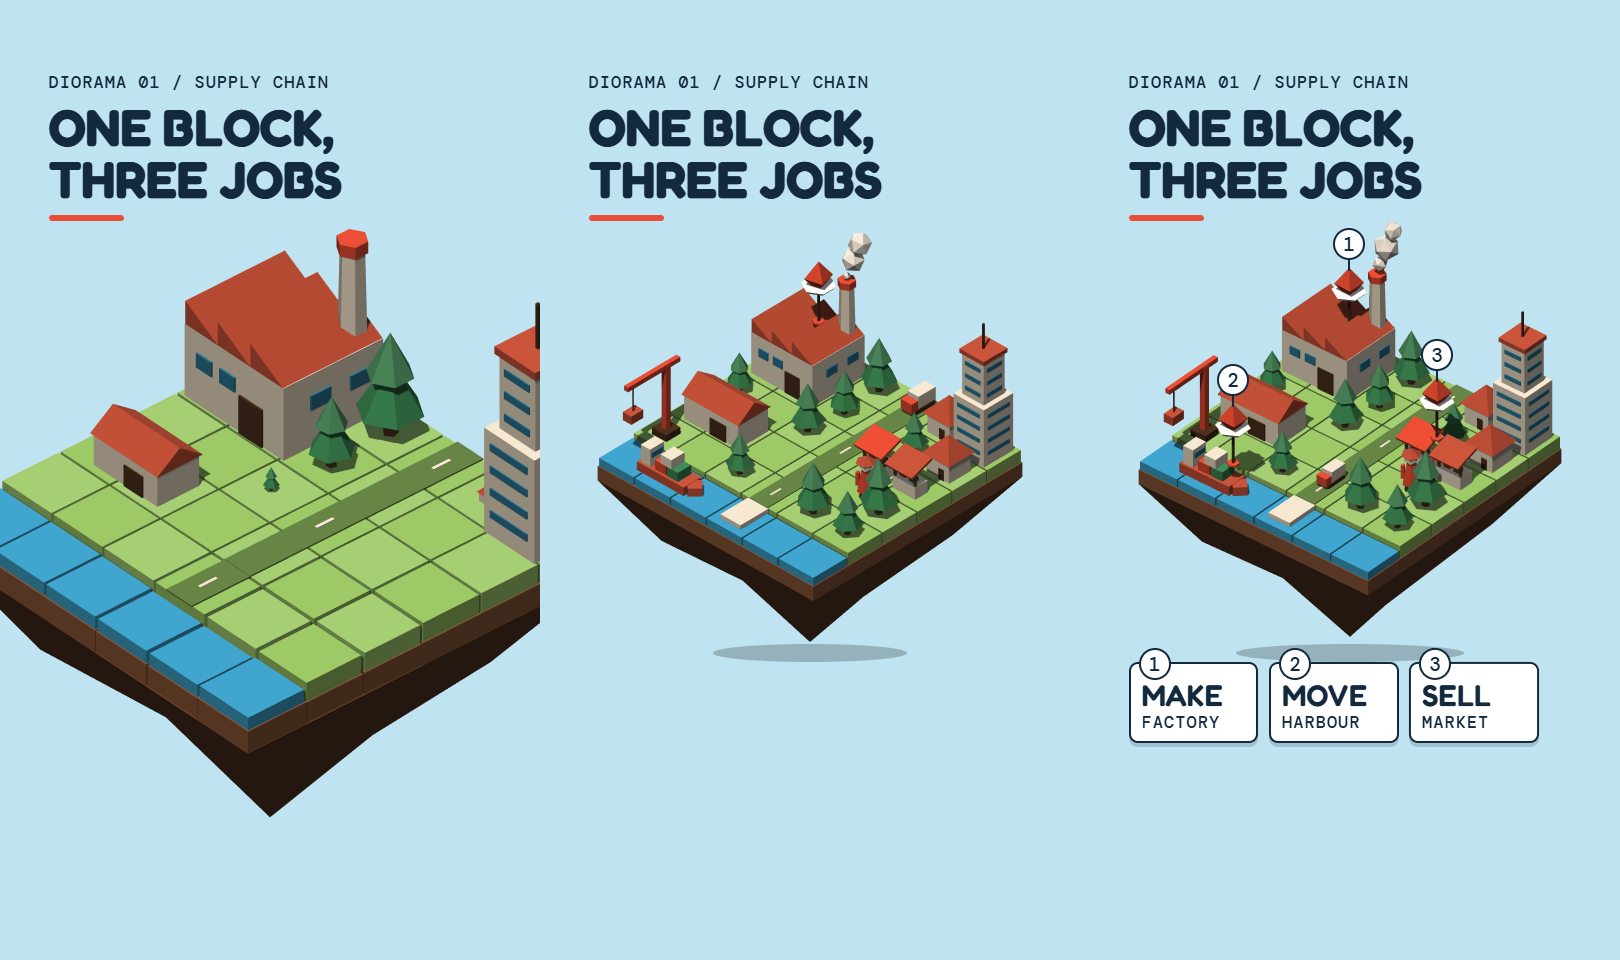 DIORAMA 01 / SUPPLY CHAIN
ONE BLOCK,
THREE JOBS
DIORAMA 01 / SUPPLY CHAIN
ONE BLOCK,
THREE JOBS
DIORAMA 01 / SUPPLY CHAIN
ONE BLOCK,
THREE JOBS
1
3
2
1
MAKE
FACTORY
2
MOVE
HARBOUR
3
SELL
MARKET